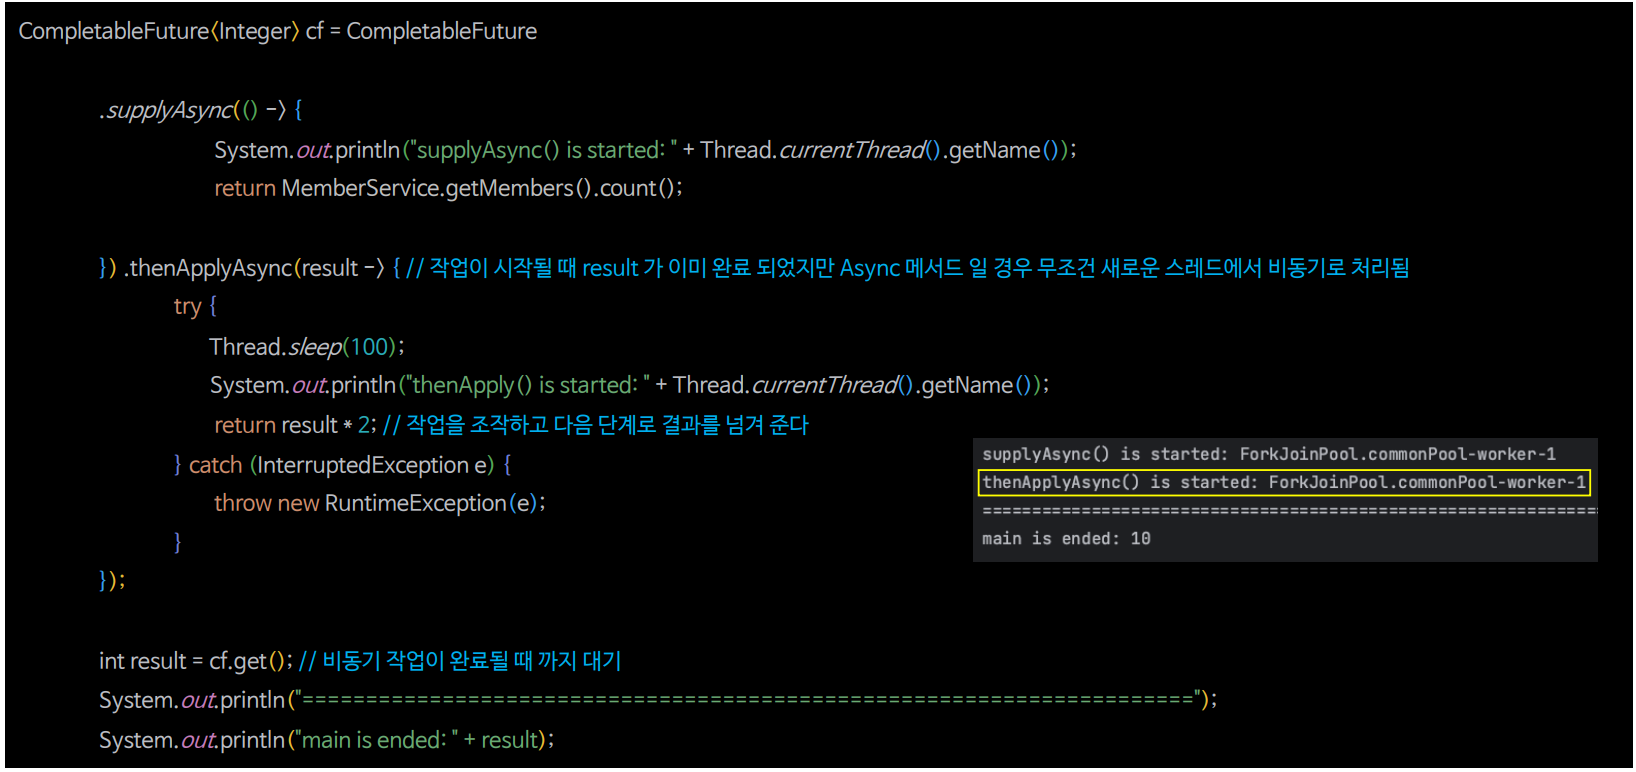 CompletableFuture<Integer> cf = CompletableFuture
.supplyAsync(() -> {
System.out.println("supplyAsync() is started: " + Thread.currentThread().getName());
return MemberService.getMembers().count();
}) .thenApplyAsync(result -> { // 작업이 시작될 때 result 가 이미 완료 되었지만 Async 메서드 일 경우 무조건 새로운 스레드에서 비동기로 처리됨
try {
Thread.sleep(100);
System.out.println("thenApply() is started: " + Thread.currentThread().getName());
return result * 2; // 작업을 조작하고 다음 단계로 결과를 넘겨 준다
} catch (InterruptedException e) {
throw new RuntimeException(e);
}
});
int result = cf.get(); // 비동기 작업이 완료될 때 까지 대기
System.out.println("======================================================================");
System.out.println("main is ended: " + result);
supplyAsync() is started: ForkJoinPool.commonPool-worker-1
thenApplyAsync() is started: ForkJoinPool.commonPool-worker-1
================================================================
main is ended: 10